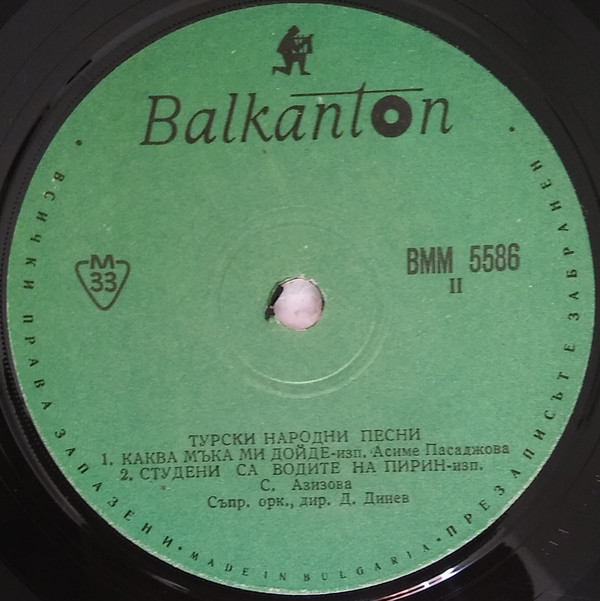 Balkanton
М
33
ВММ 5586
II
ТУРСКИ НАРОДНИ ПЕСНИ
1. КАКВА МЪКА МИ ДОЙДЕ-изп. Асиме Пасаджова
2. СТУДЕНИ СА ВОДИТЕ НА ПИРИН-изп.
С. Азизова
Съпр. орк., дир. Д. Динев
• ВСИЧКИ ПРАВА ЗАПАЗЕНИ • MADE IN BULGARIA • ПРЕЗАПИСЪТ Е ЗАБРАНЕН •